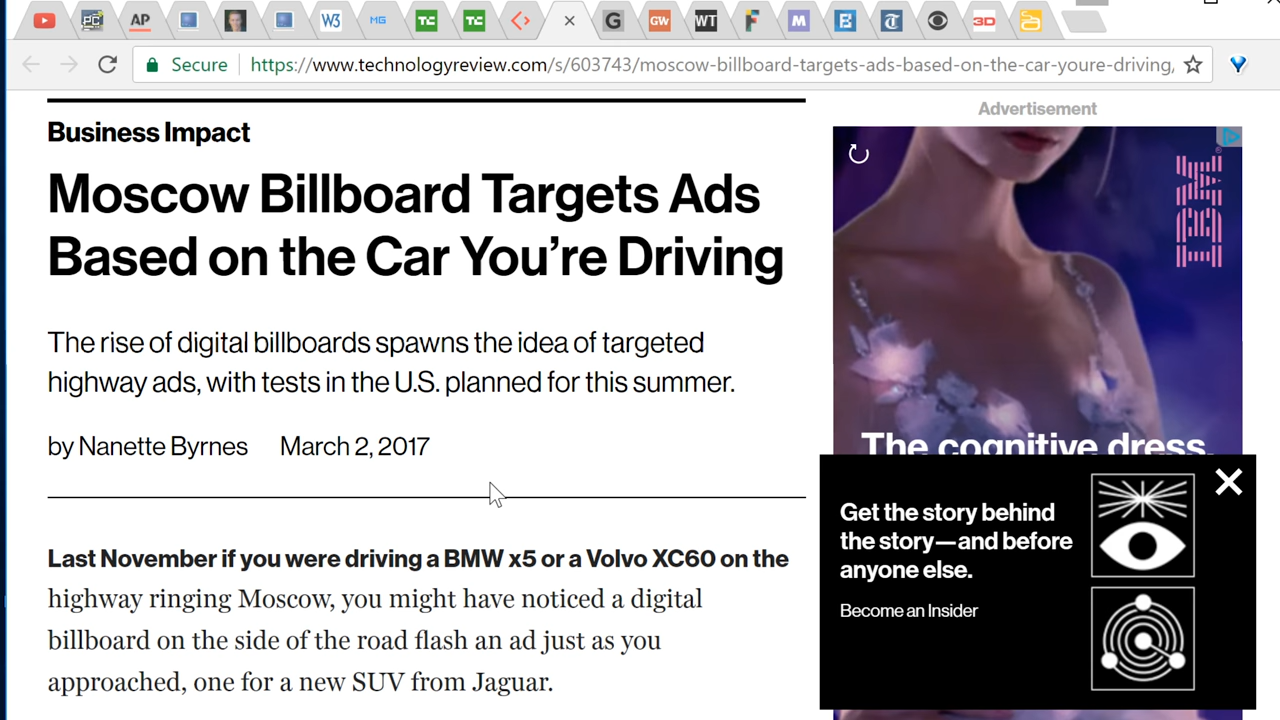 AP
W3
MG
TC
TC
G
GW
WT
F
M
B
T
3D
Secure
https://www.technologyreview.com/s/603743/moscow-billboard-targets-ads-based-on-the-car-youre-driving,
Advertisement
Business Impact
Moscow Billboard Targets Ads
Based on the Car You’re Driving
The rise of digital billboards spawns the idea of targeted
highway ads, with tests in the U.S. planned for this summer.
by Nanette Byrnes March 2, 2017
Last November if you were driving a BMW x5 or a Volvo XC60 on the
highway ringing Moscow, you might have noticed a digital
billboard on the side of the road flash an ad just as you
approached, one for a new SUV from Jaguar.
IBM
The cognitive dress.
Get the story behind
the story—and before
anyone else.
Become an Insider